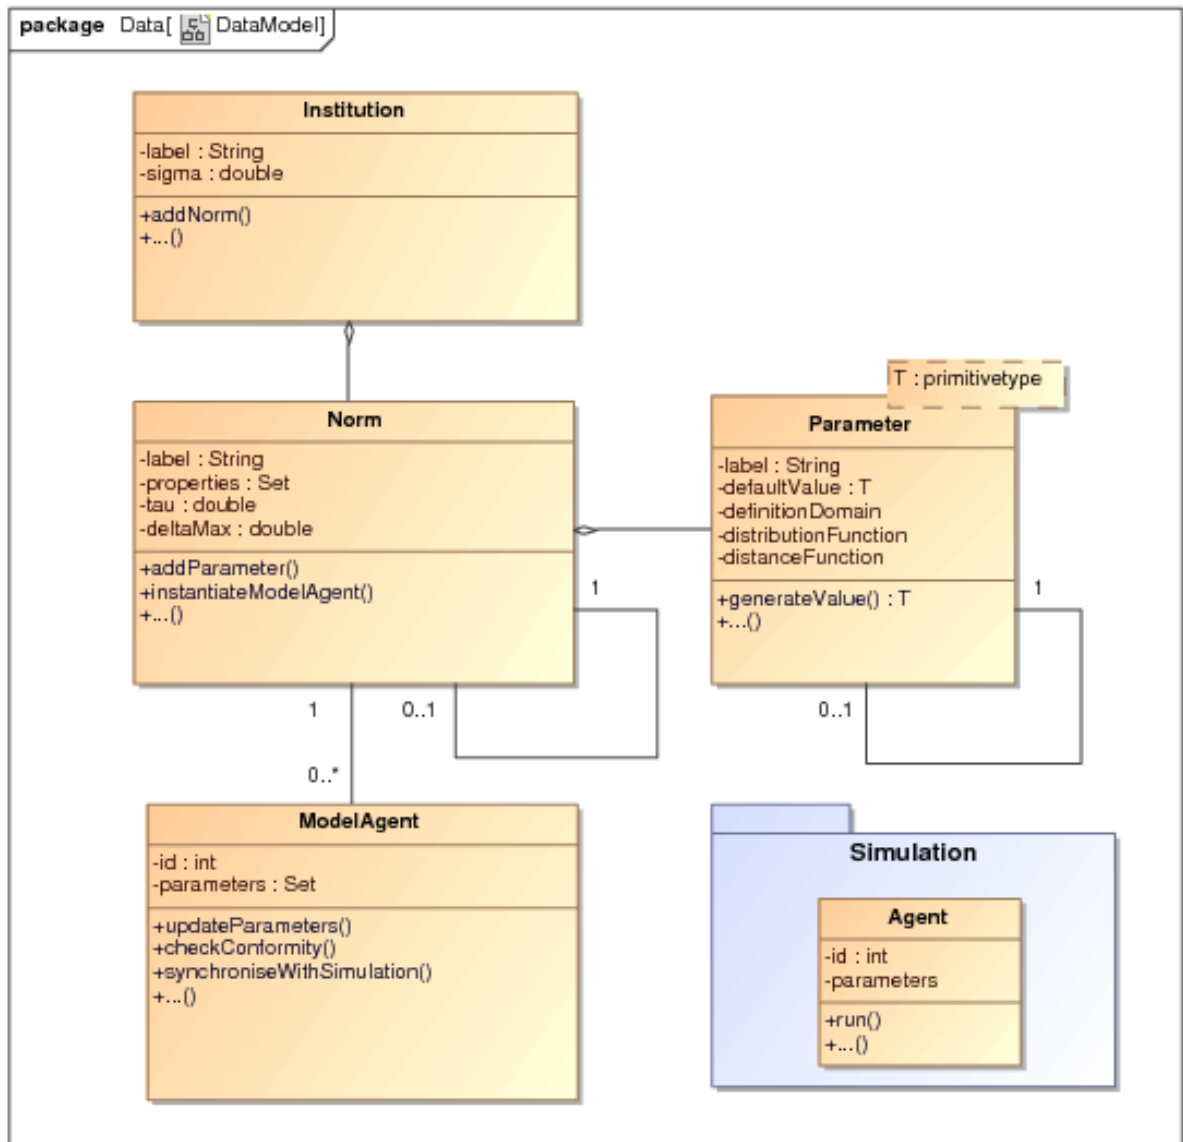 package Data[ DataModel]
Institution
-label : String
-sigma : double
+addNorm()
+...()
T : primitivetype
Norm
-label : String
-properties : Set
-tau : double
-deltaMax : double
+addParameter()
+instantiateModelAgent()
+...()
Parameter
-label : String
-defaultValue : T
-definitionDomain
-distributionFunction
-distanceFunction
+generateValue() : T
+...()
1
1
1
0..1
0..1
0..*
ModelAgent
-id : int
-parameters : Set
+updateParameters()
+checkConformity()
+synchroniseWithSimulation()
+...()
Simulation
Agent
-id : int
-parameters
+run()
+...()